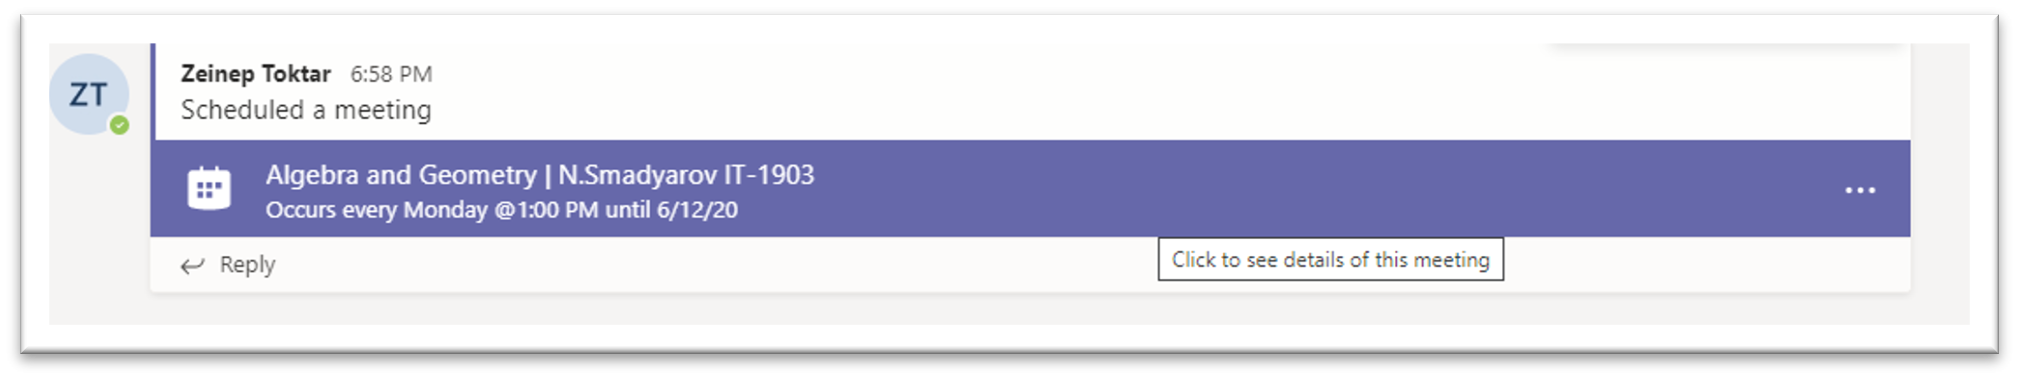 ZT
Zeinep Toktar 6:58 PM
Scheduled a meeting
Algebra and Geometry | N.Smadyarov IT-1903
Occurs every Monday @1:00 PM until 6/12/20
Click to see details of this meeting
Reply